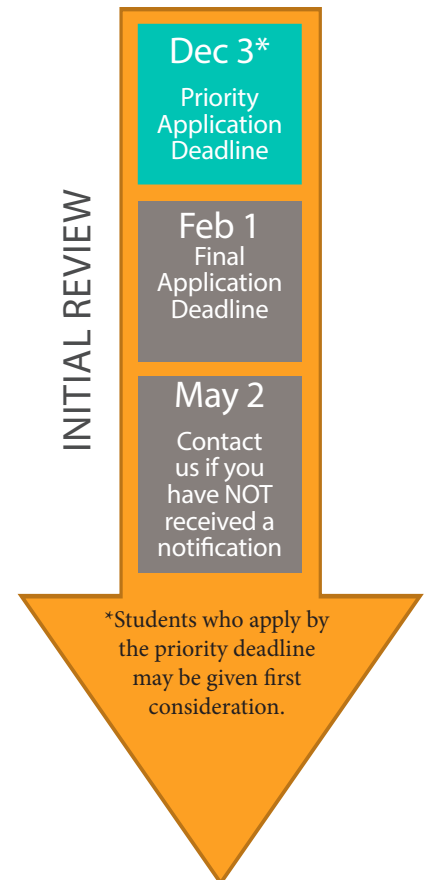 INITIAL REVIEW
Dec 3*
Priority
Application
Deadline
Feb 1
Final
Application
Deadline
May 2
Contact
us if you
have NOT
received a
notification
*Students who apply by
the priority deadline
may be given first
consideration.